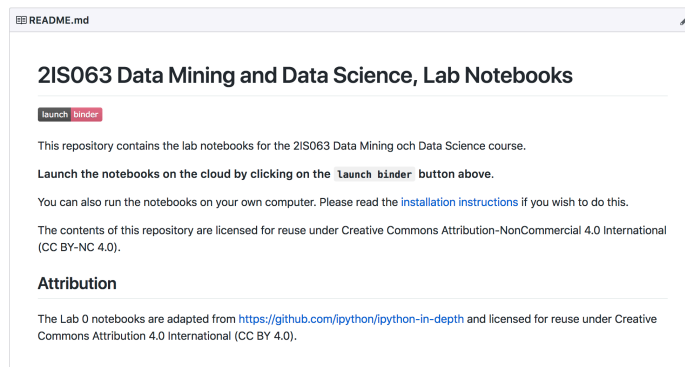 README.md
2IS063 Data Mining and Data Science, Lab Notebooks
launch binder
This repository contains the lab notebooks for the 2IS063 Data Mining och Data Science course.
Launch the notebooks on the cloud by clicking on the launch binder button above.
You can also run the notebooks on your own computer. Please read the installation instructions if you wish to do this.
The contents of this repository are licensed for reuse under Creative Commons Attribution-NonCommercial 4.0 International
(CC BY-NC 4.0).
Attribution
The Lab 0 notebooks are adapted from https://github.com/ipython/ipython-in-depth and licensed for reuse under Creative
Commons Attribution 4.0 International (CC BY 4.0).